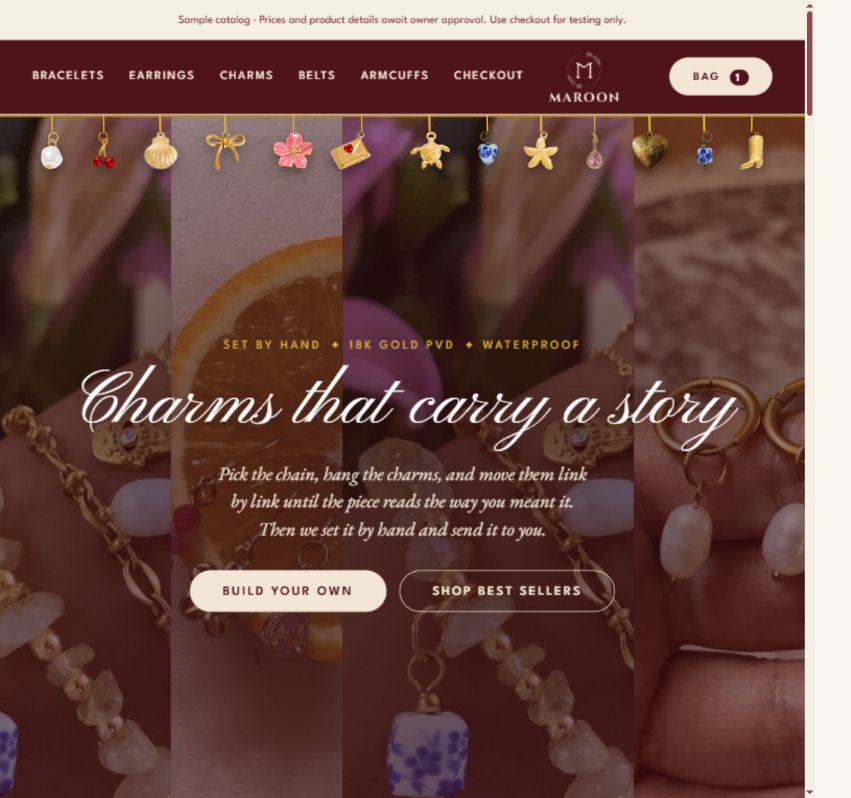 Sample catalog · Prices and product details await owner approval. Use checkout for testing only.
BRACELETS EARRINGS CHARMS BELTS ARMCUFFS CHECKOUT
M
MAROON
BAG 1
SET BY HAND ✦ 18K GOLD PVD ✦ WATERPROOF
Charms that carry a story
Pick the chain, hang the charms, and move them link
by link until the piece reads the way you meant it.
Then we set it by hand and send it to you.
BUILD YOUR OWN
SHOP BEST SELLERS